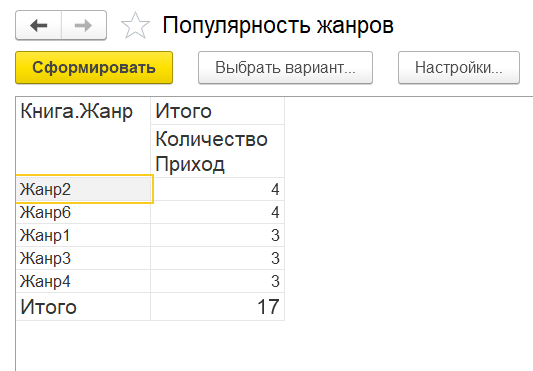 Популярность жанров
Сформировать Выбрать вариант... Настройки...
Книга.Жанр Итого
Количество
Приход
Жанр2 4
Жанр6 4
Жанр1 3
Жанр3 3
Жанр4 3
Итого 17